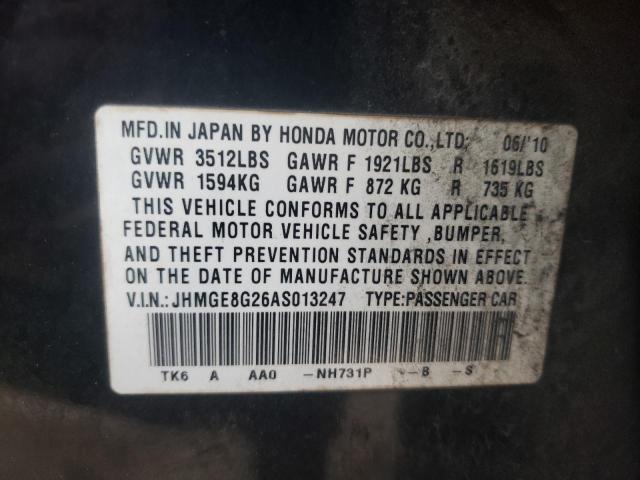 MFD.IN JAPAN BY HONDA MOTOR CO.,LTD. 06/'10
GVWR 3512LBS GAWR F 1921LBS R 1619LBS
GVWR 1594KG GAWR F 872 KG R 735 KG
THIS VEHICLE CONFORMS TO ALL APPLICABLE
FEDERAL MOTOR VEHICLE SAFETY ,BUMPER,
AND THEFT PREVENTION STANDARDS IN EFFECT
ON THE DATE OF MANUFACTURE SHOWN ABOVE.
V.I.N.:JHMGE8G26AS013247 TYPE:PASSENGER CAR
TK6 A AA0 -NH731P --B -S